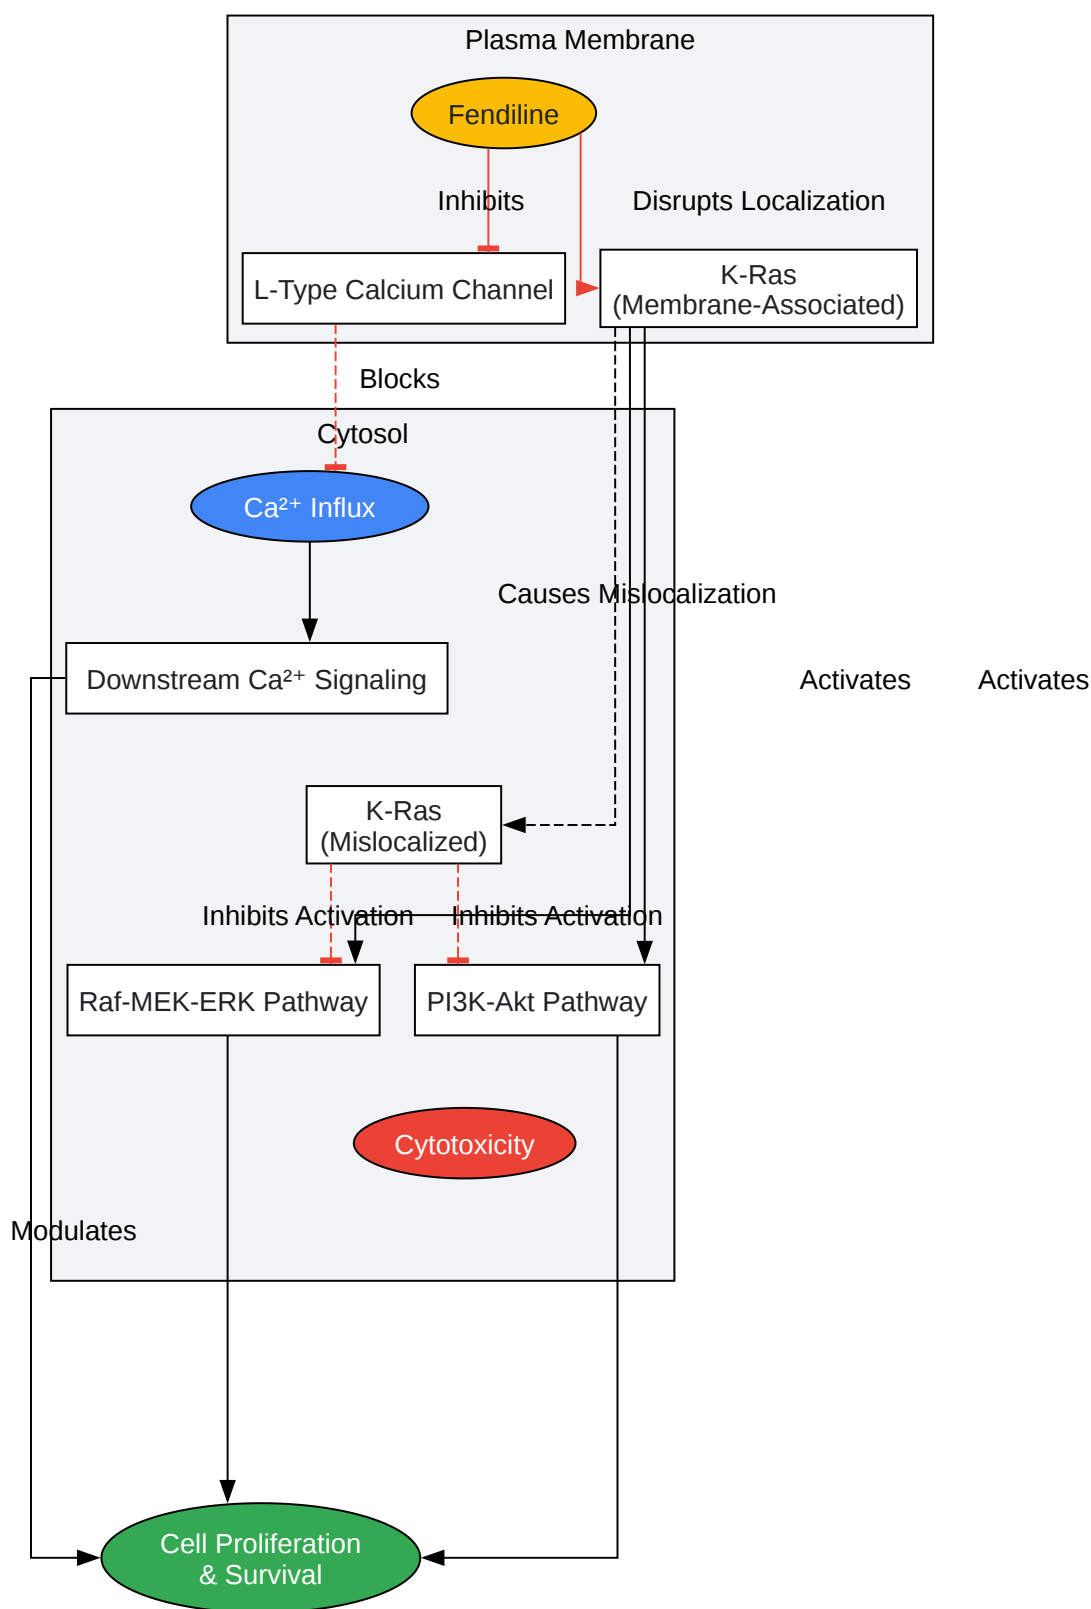 Plasma Membrane
Fendiline
Inhibits
Disrupts Localization
L-Type Calcium Channel
K-Ras
(Membrane-Associated)
Blocks
Cytosol
Ca²⁺ Influx
Causes Mislocalization
Downstream Ca²⁺ Signaling
Activates
Activates
K-Ras
(Mislocalized)
Inhibits Activation
Inhibits Activation
Raf-MEK-ERK Pathway
PI3K-Akt Pathway
Cytotoxicity
Modulates
Cell Proliferation
& Survival